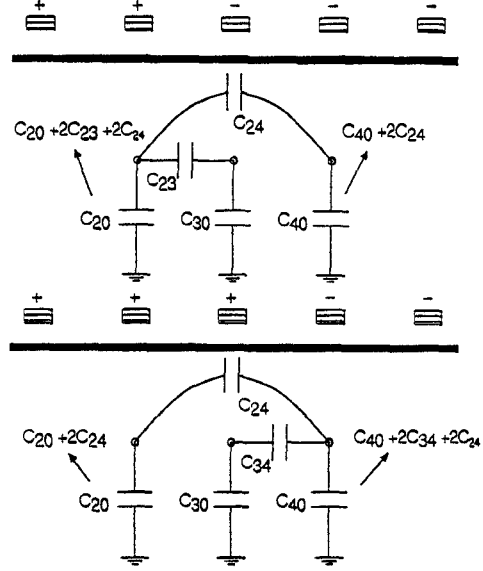 + + − − −
C24
C20 +2C23 +2C24
C40 +2C24
C23
C20 C30 C40
+ + + − −
C24
C20 +2C24
C40 +2C34 +2C24
C34
C20 C30 C40